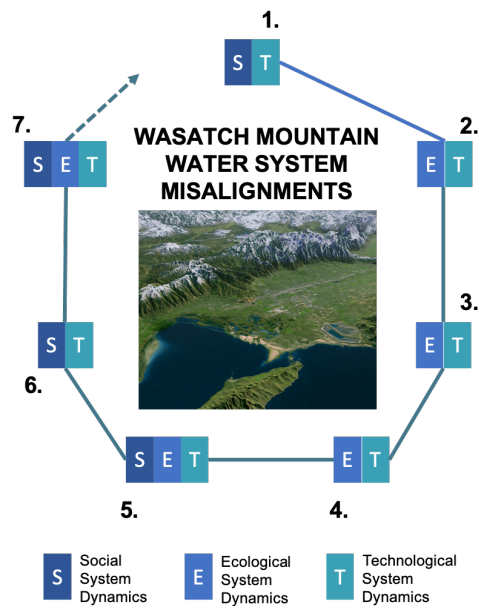 1.
S T
2.
E T
7.
S E T
WASATCH MOUNTAIN
WATER SYSTEM
MISALIGNMENTS
3.
E T
S T
6.
S E T
5.
E T
4.
S
Social
System
Dynamics
E
Ecological
System
Dynamics
T
Technological
System
Dynamics